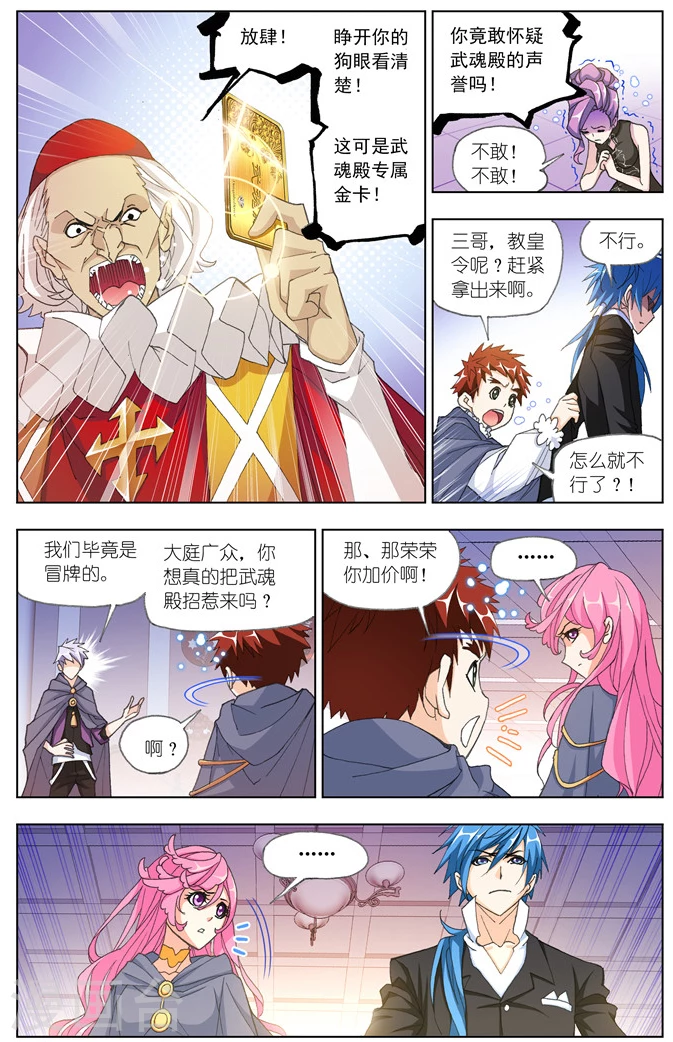 放肆！
睁开你的
狗眼看清
楚！
这可是武
魂殿专属
金卡！
你竟敢怀疑
武魂殿的声
誉吗！
不敢！
不敢！
三哥，教皇
令呢？赶紧
拿出来啊。
不行。
怎么就不
行了？！
我们毕竟是
冒牌的。
大庭广众，你
想真的把武魂
殿招惹来吗？
啊？
那、那荣荣
你加价啊！
……
……
漫画台